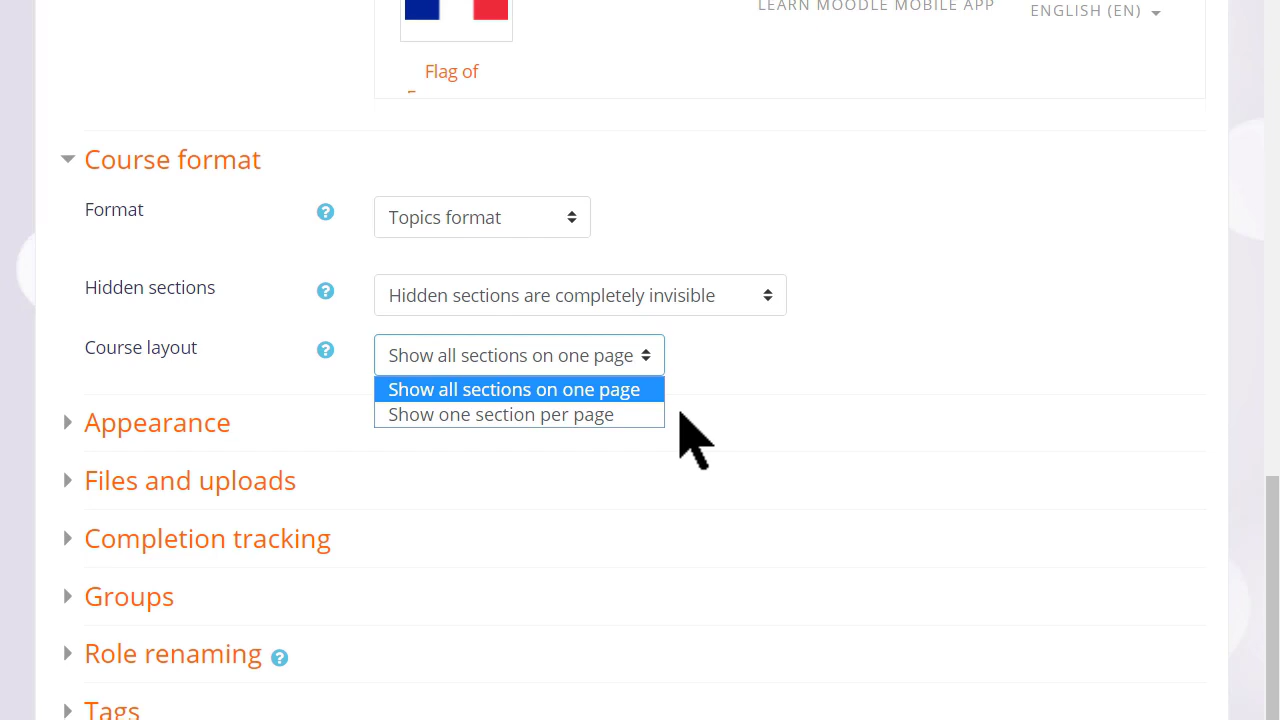 LEARN MOODLE MOBILE APP
ENGLISH (EN)
Flag of
Course format
Format
Topics format
Hidden sections
Hidden sections are completely invisible
Course layout
Show all sections on one page
Show all sections on one page
Show one section per page
Appearance
Files and uploads
Completion tracking
Groups
Role renaming
Tags